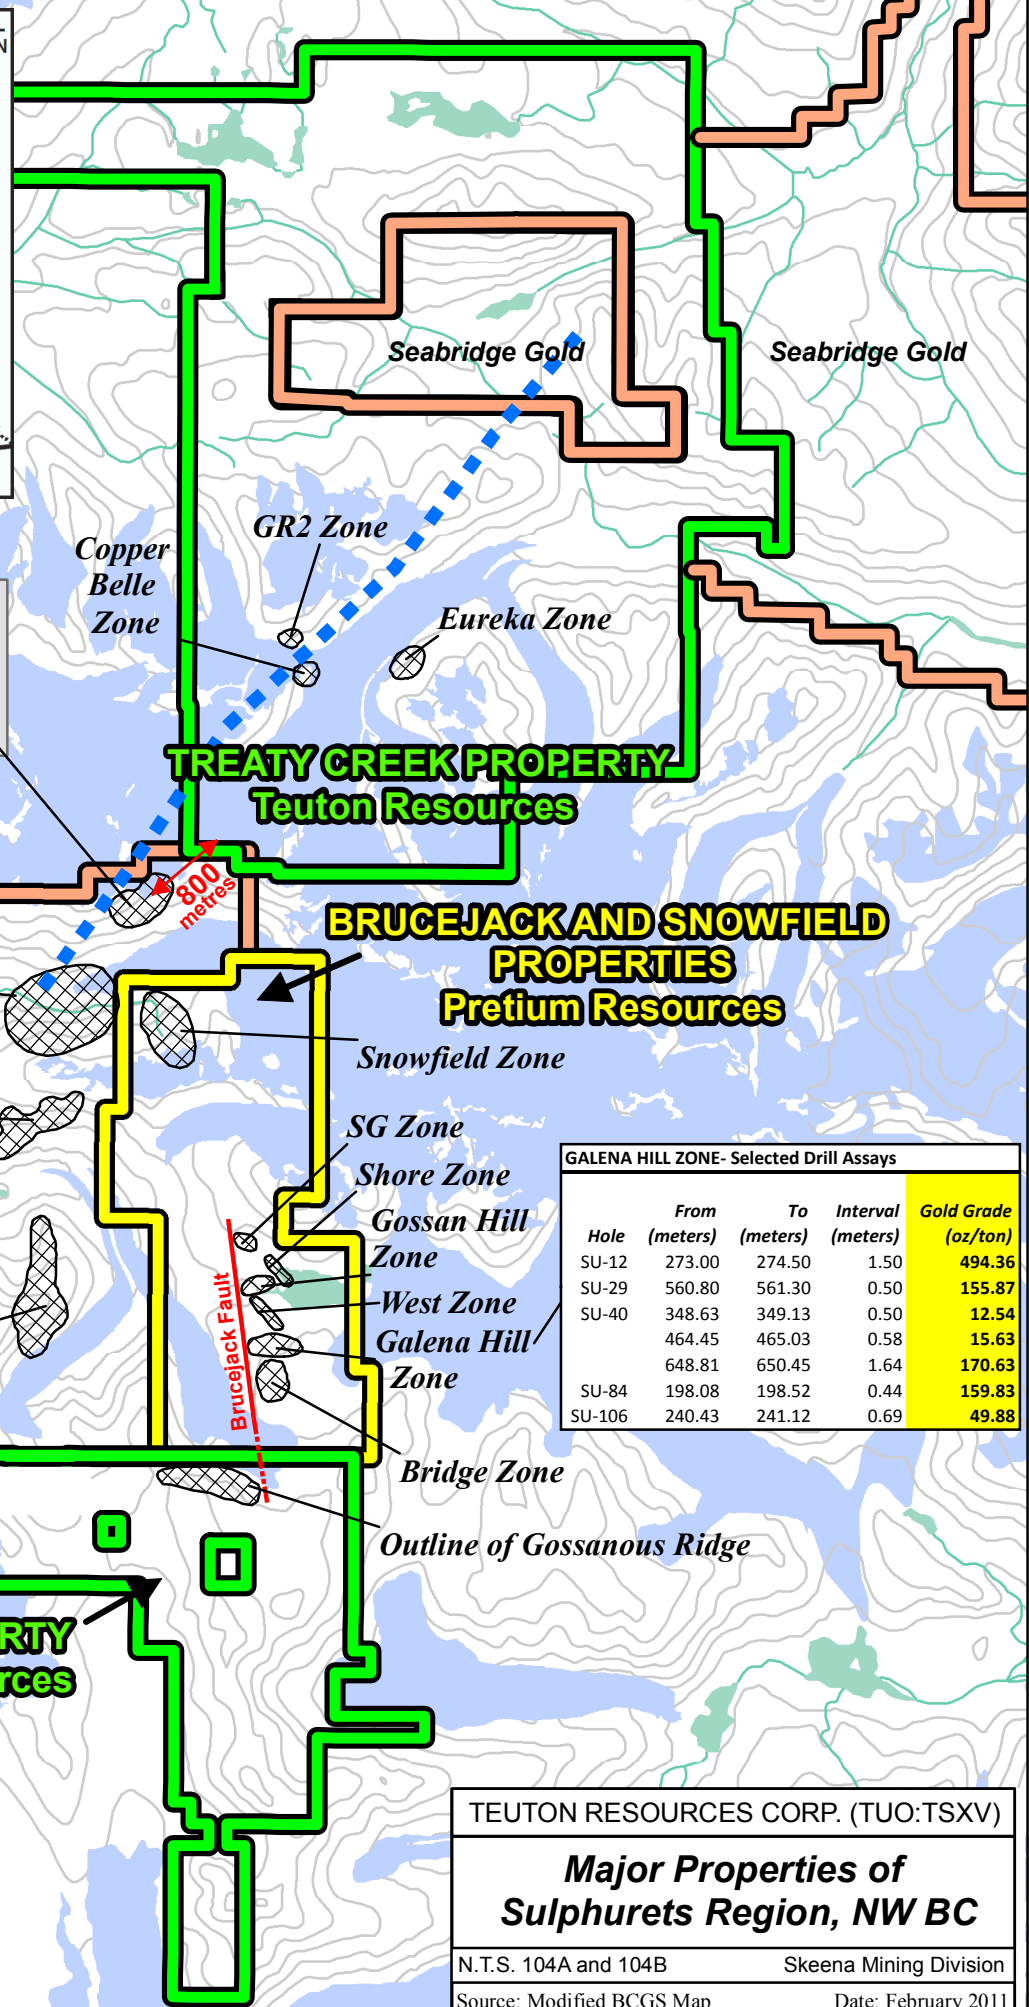 N
Seabridge Gold
Seabridge Gold
GR2 Zone
Copper
Belle
Zone
Eureka Zone
TREATY CREEK PROPERTY
Teuton Resources
800
metres
BRUCEJACK AND SNOWFIELD
PROPERTIES
Pretium Resources
Snowfield Zone
SG Zone
Shore Zone
Gossan Hill
Zone
West Zone
Galena Hill
Zone
Brucejack Fault
Bridge Zone
Outline of Gossanous Ridge
GALENA HILL ZONE- Selected Drill Assays
From To Interval Gold Grade
Hole (meters) (meters) (meters) (oz/ton)
SU-12 273.00 274.50 1.50 494.36
SU-29 560.80 561.30 0.50 155.87
SU-40 348.63 349.13 0.50 12.54
464.45 465.03 0.58 15.63
648.81 650.45 1.64 170.63
SU-84 198.08 198.52 0.44 159.83
SU-106 240.43 241.12 0.69 49.88
RTY
rces
TEUTON RESOURCES CORP. (TUO:TSXV)
Major Properties of
Sulphurets Region, NW BC
N.T.S. 104A and 104B Skeena Mining Division
Source: Modified BCGS Map Date: February 2011